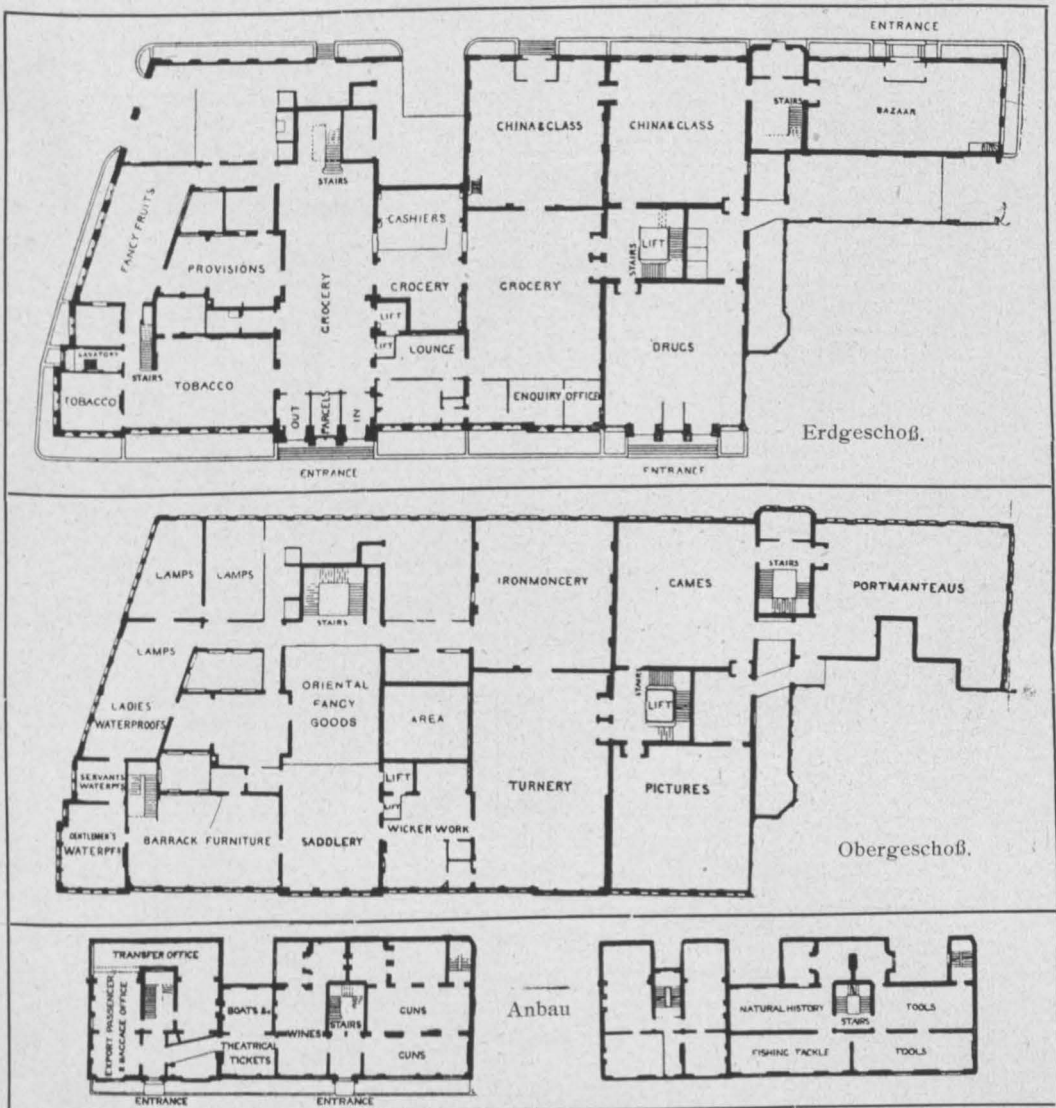 ENTRANCE
STAIRS
BAZAAR
CHINA & CLASS
CHINA & CLASS
STAIRS
FANCY FRUITS
CASHIERS
PROVISIONS
GROCERY
CROCERY
CROCERY
LIFT
STAIRS
LIFT
LIFT
LOUNGE
DRUGS
LAVATORY
STAIRS
TOBACCO
TOBACCO
OUT
PARCELS
IN
ENQUIRY OFFICE
Erdgeschoß.
ENTRANCE
ENTRANCE
LAMPS
LAMPS
IRONMONCERY
CAMES
STAIRS
PORTMANTEAUS
STAIRS
LAMPS
ORIENTAL
FANCY
GOODS
AREA
STAIRS
LIFT
LADIES
WATERPROOFS
SERVANTS
WATERPFS
LIFT
LIFT
TURNERY
PICTURES
GENTLEMEN'S
WATERPFS
BARRACK FURNITURE
SADDLERY
WICKER WORK
Obergeschoß.
TRANSFER OFFICE
EXPORT PASSENCER
& BACCACE OFFICE
BOATS &
THEATRICAL
TICKETS
WINES
STAIRS
CUNS
CUNS
ENTRANCE
ENTRANCE
Anbau
NATURAL HISTORY
STAIRS
TOOLS
FISHING TACKLE
TOOLS